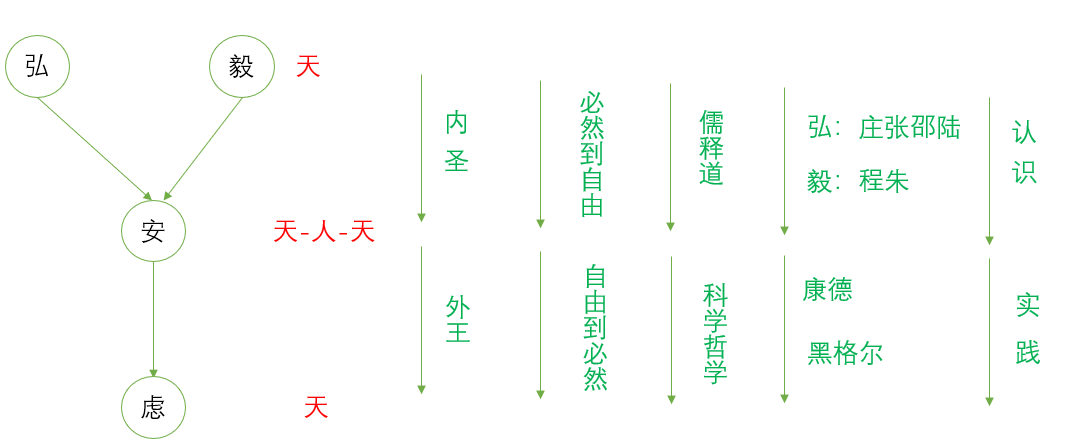 弘
毅
天
安
天-人-天
虑
天
内圣
外王
必然到自由
自由到必然
儒释道
科学哲学
弘：庄张邵陆
毅：程朱
康德
黑格尔
认识
实践